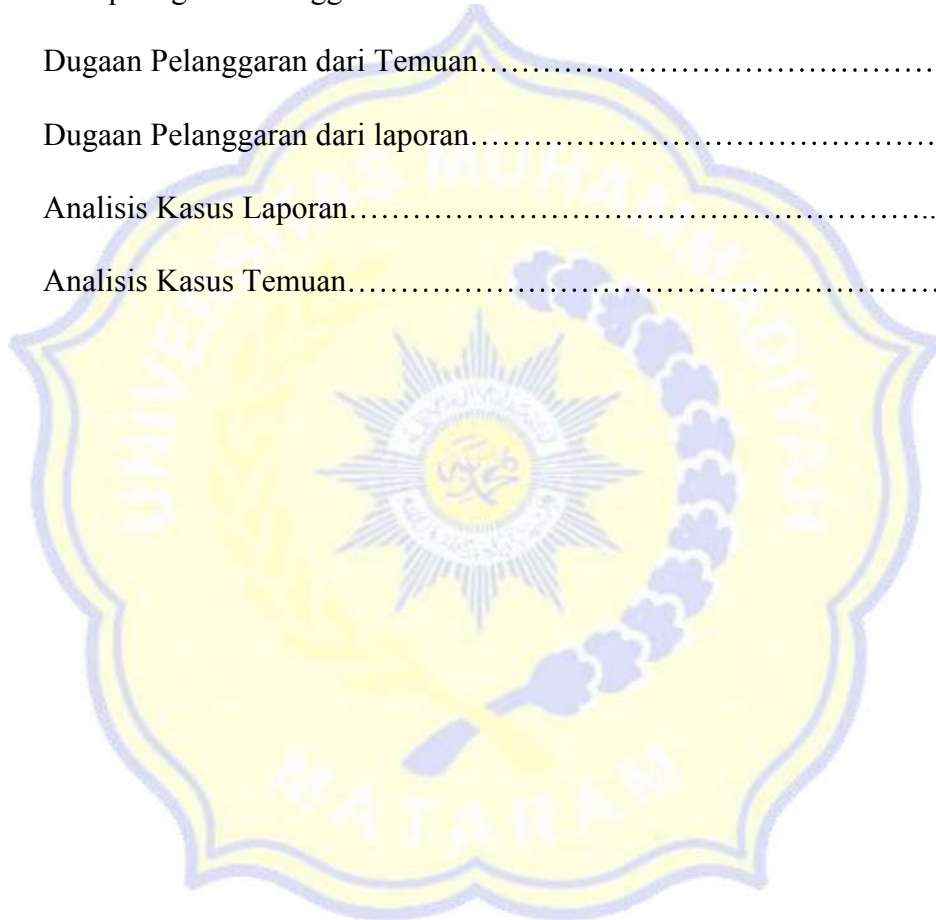 Dugaan Pelanggaran dari Temuan……………………………………
Dugaan Pelanggaran dari laporan……………………………………
Analisis Kasus Laporan………………………………………………..
Analisis Kasus Temuan………………………………………………
UNIVERSITAS MUHAMMADIYAH
MATARAM